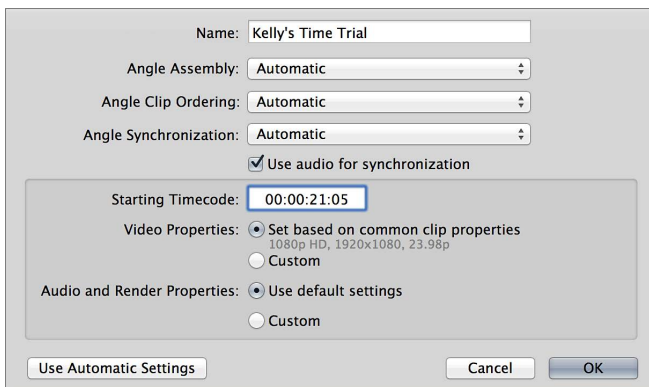 Name: Kelly's Time Trial
Angle Assembly: Automatic
Angle Clip Ordering: Automatic
Angle Synchronization: Automatic
Use audio for synchronization
Starting Timecode: 00:00:21:05
Video Properties: Set based on common clip properties
1080p HD, 1920x1080, 23.98p
Custom
Audio and Render Properties: Use default settings
Custom
Use Automatic Settings Cancel OK